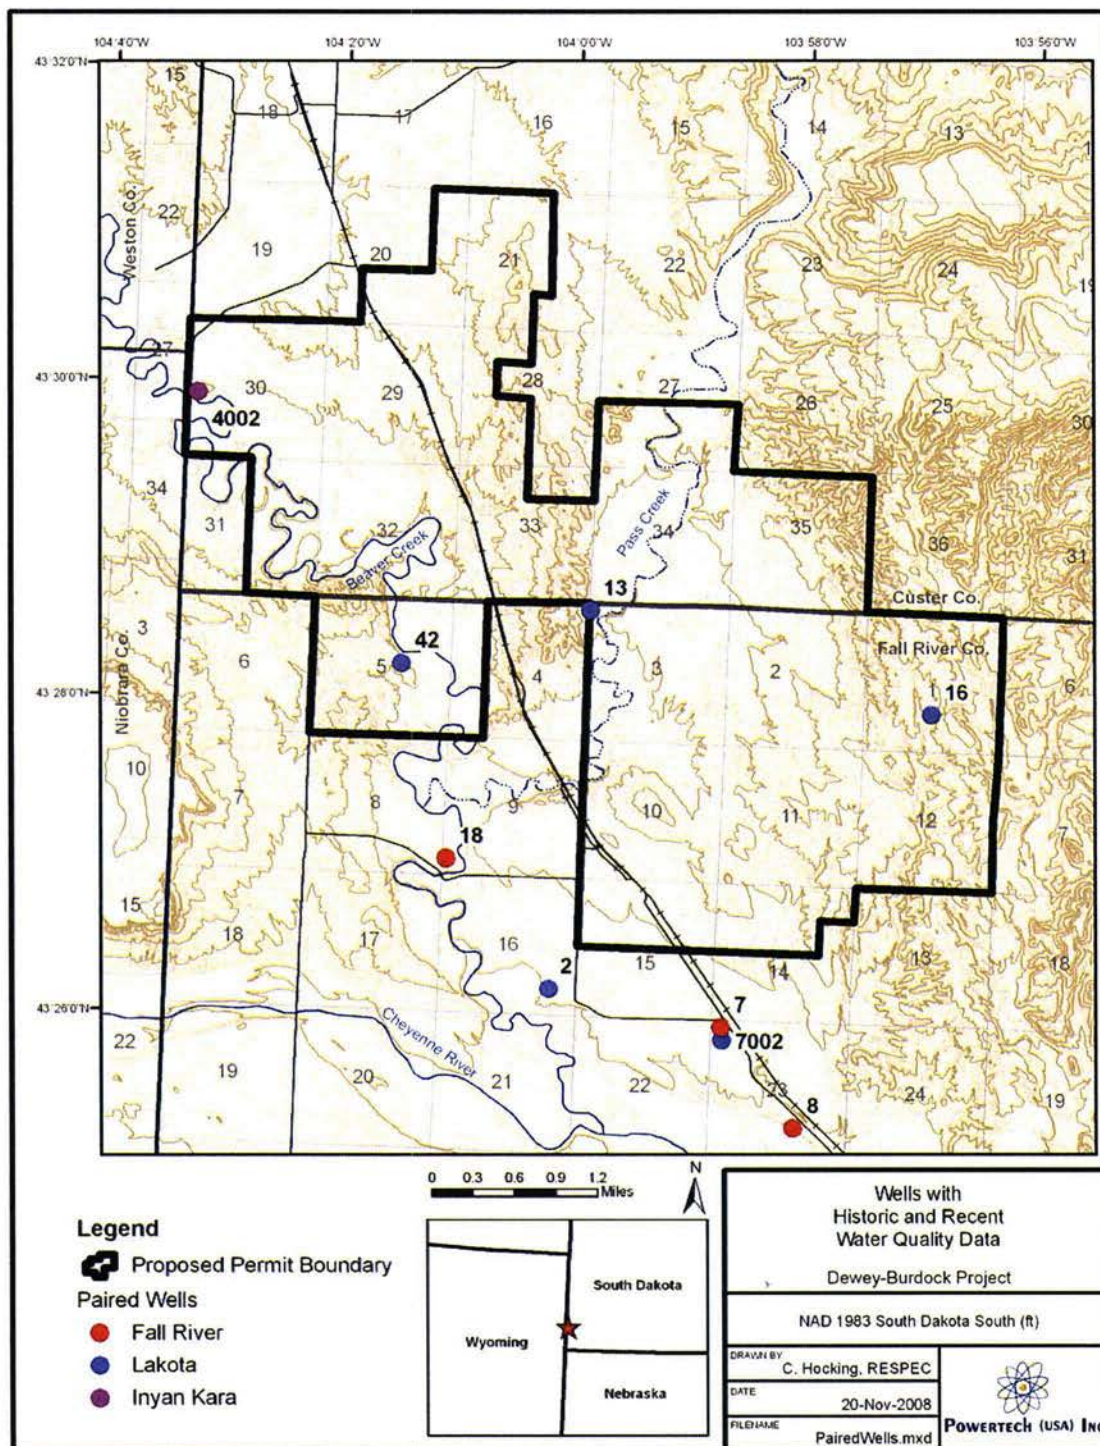 104°4'0"W 104°2'0"W 104°0'0"W 103°58'0"W 103°56'0"W
43°32'0"N
15
18
17
16
15
14
13
22
Weston Co.
19
20
21
22
23
24
19
43°30'0"N
27
30
29
28
27
26
25
30
4002
34
31
32
33
34
35
36
31
Beaver Creek
Pass Creek
13
Custer Co.
Niobrara Co.
3
6
5
42
4
3
2
Fall River Co.
1
16
6
43°28'0"N
10
7
8
9
10
11
12
7
18
15
18
17
16
2
15
14
13
18
43°26'0"N
22
19
20
Cheyenne River
21
22
7
7002
23
8
24
19
0 0.3 0.6 0.9 1.2
Miles
N
Legend
Proposed Permit Boundary
Paired Wells
Fall River
Lakota
Inyan Kara
South Dakota
Wyoming
Nebraska
Wells with
Historic and Recent
Water Quality Data
Dewey-Burdock Project
NAD 1983 South Dakota South (ft)
DRAWN BY
C. Hocking, RESPEC
DATE
20-Nov-2008
FILENAME
PairedWells.mxd
POWERTECH (USA) INC